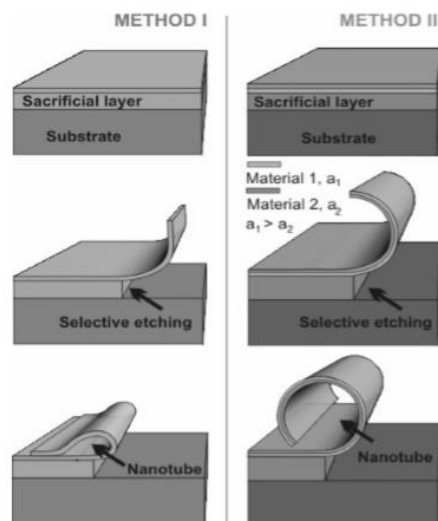 METHOD I
METHOD II
Sacrificial layer
Substrate
Sacrificial layer
Substrate
Material 1, a₁
Material 2, a₂
a₁ > a₂
Selective etching
Selective etching
Nanotube
Nanotube